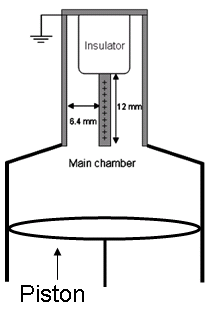 Insulator
6.4 mm
12 mm
Main chamber
Piston